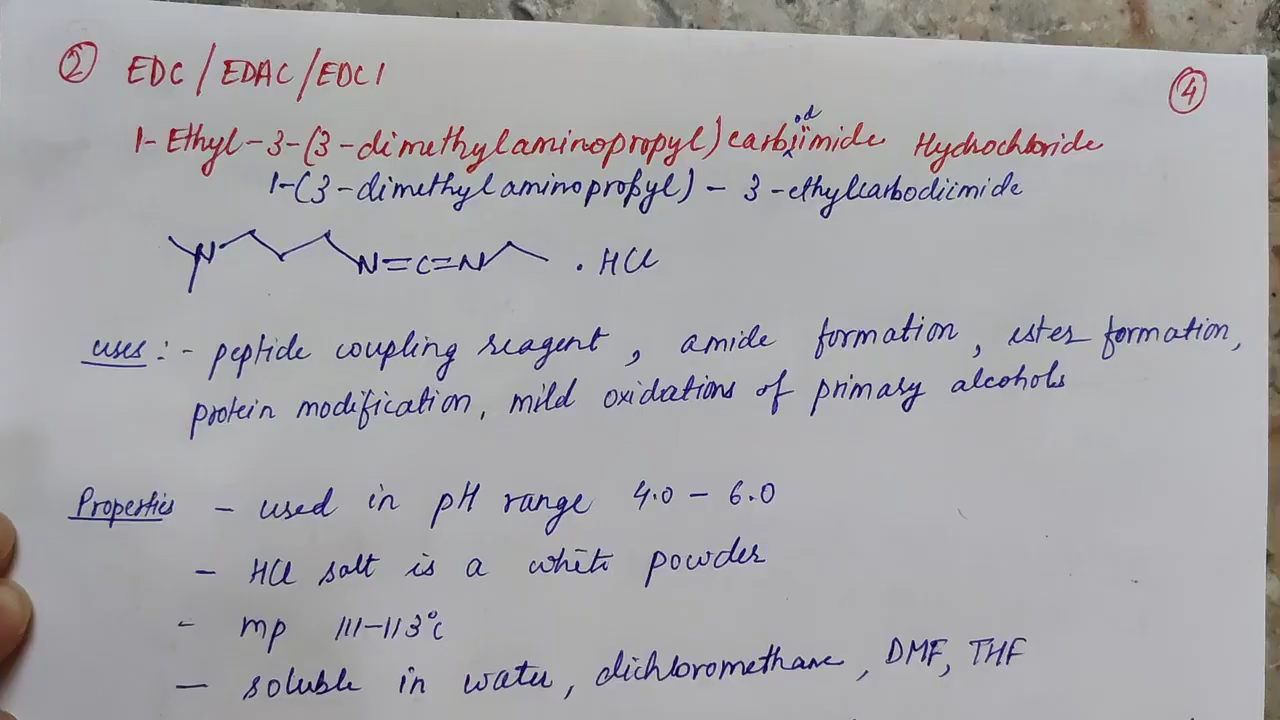 ② EDC / EDAC / EDCI
④
1-Ethyl-3-(3-dimethylaminopropyl)carbodiimide Hydrochloride
1-(3-dimethylaminopropyl) - 3-ethylcarbodiimide
N N=C=N . HCl
uses :- peptide coupling reagent, amide formation, ester formation,
protein modification, mild oxidations of primary alcohols
Properties - used in pH range 4.0 - 6.0
- HCl salt is a white powder
- mp 111-113°C
- soluble in water, dichloromethane, DMF, THF